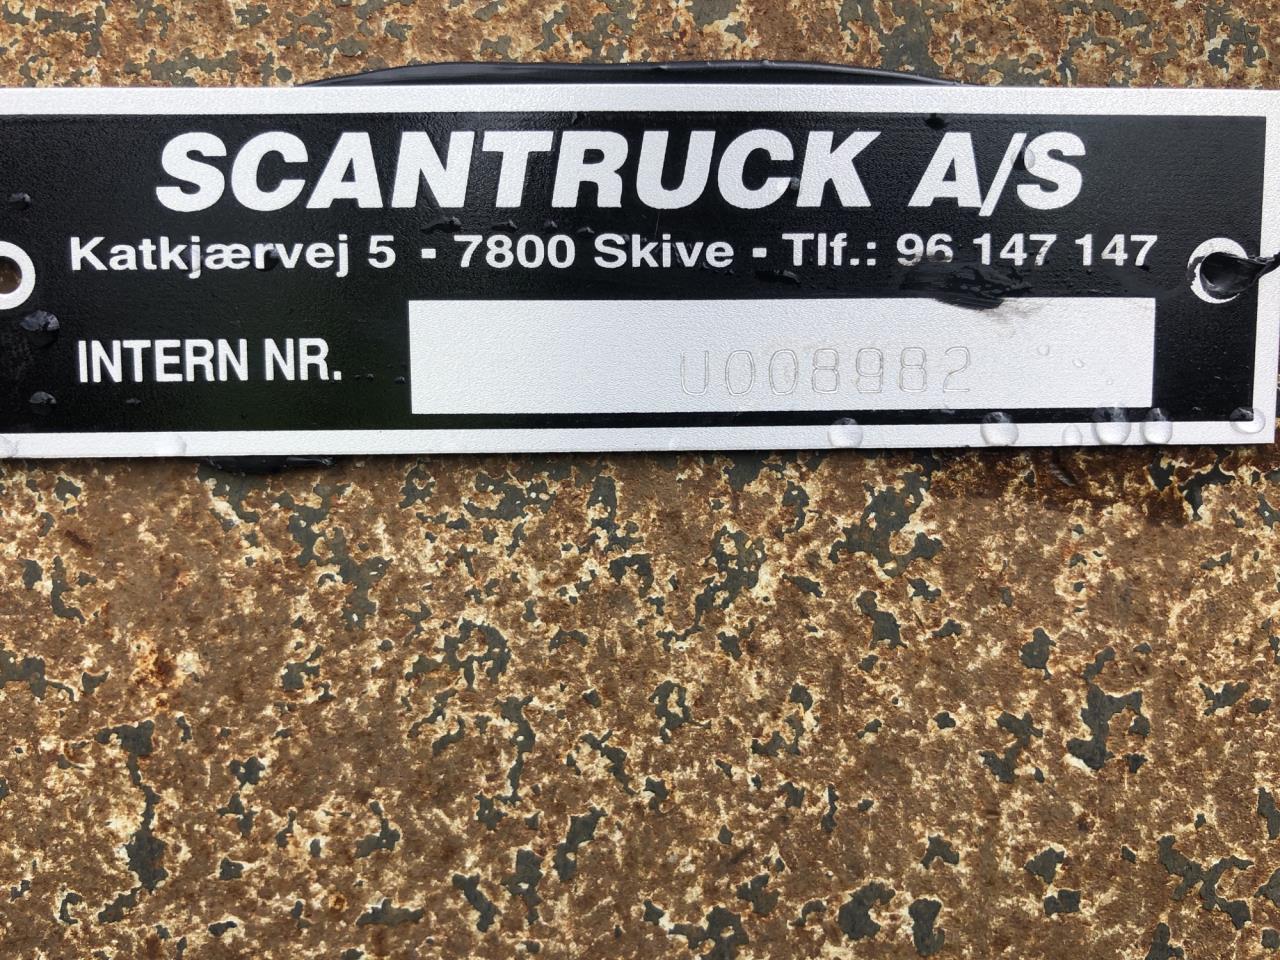 SCANTRUCK A/S
Katkjærvej 5 - 7800 Skive - Tlf.: 96 147 147
INTERN NR. U008982